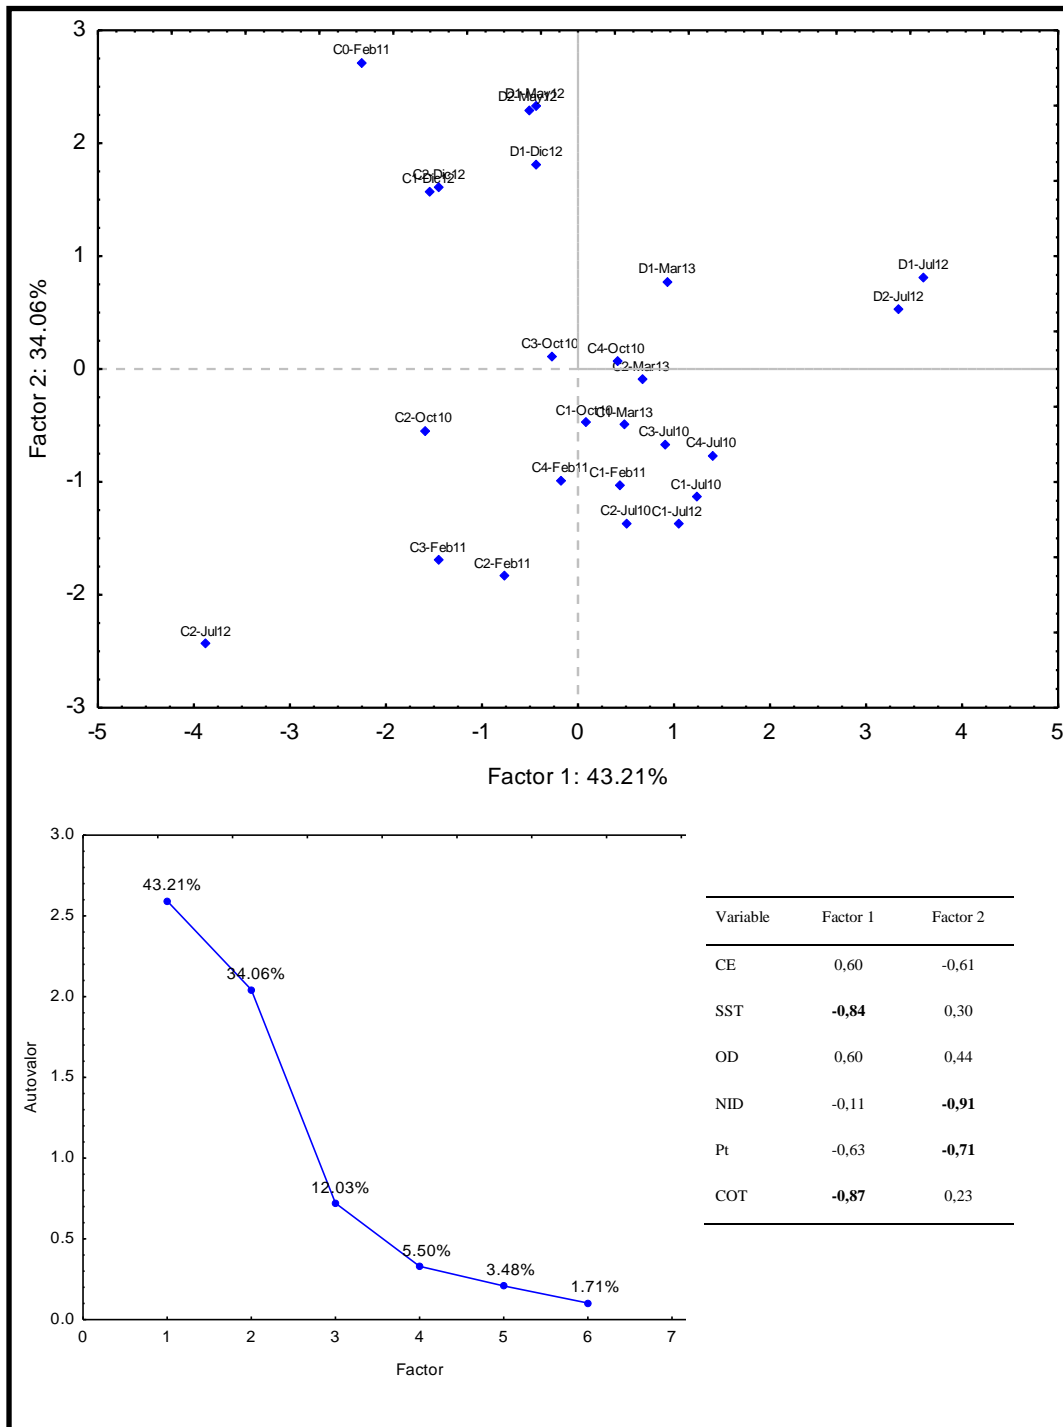 3
2
1
0
-1
-2
-3
Factor 2: 34.06%
C0-Feb11
D1-May12
D2-May12
D1-Dic12
C2-Dic12
C1-Dic12
D1-Mar13
D1-Jul12
D2-Jul12
C3-Oct10
C4-Oct10
C2-Mar13
C2-Oct10
C1-Oct10
C1-Mar13
C3-Jul10
C4-Jul10
C4-Feb11
C1-Feb11
C1-Jul10
C2-Jul10
C1-Jul12
C3-Feb11
C2-Feb11
C2-Jul12
-5 -4 -3 -2 -1 0 1 2 3 4 5
Factor 1: 43.21%
3.0
2.5
2.0
1.5
1.0
0.5
0.0
Autovalor
43.21%
34.06%
12.03%
5.50%
3.48%
1.71%
0 1 2 3 4 5 6 7
Factor
Variable Factor 1 Factor 2
CE 0,60 -0,61
SST -0,84 0,30
OD 0,60 0,44
NID -0,11 -0,91
Pt -0,63 -0,71
COT -0,87 0,23